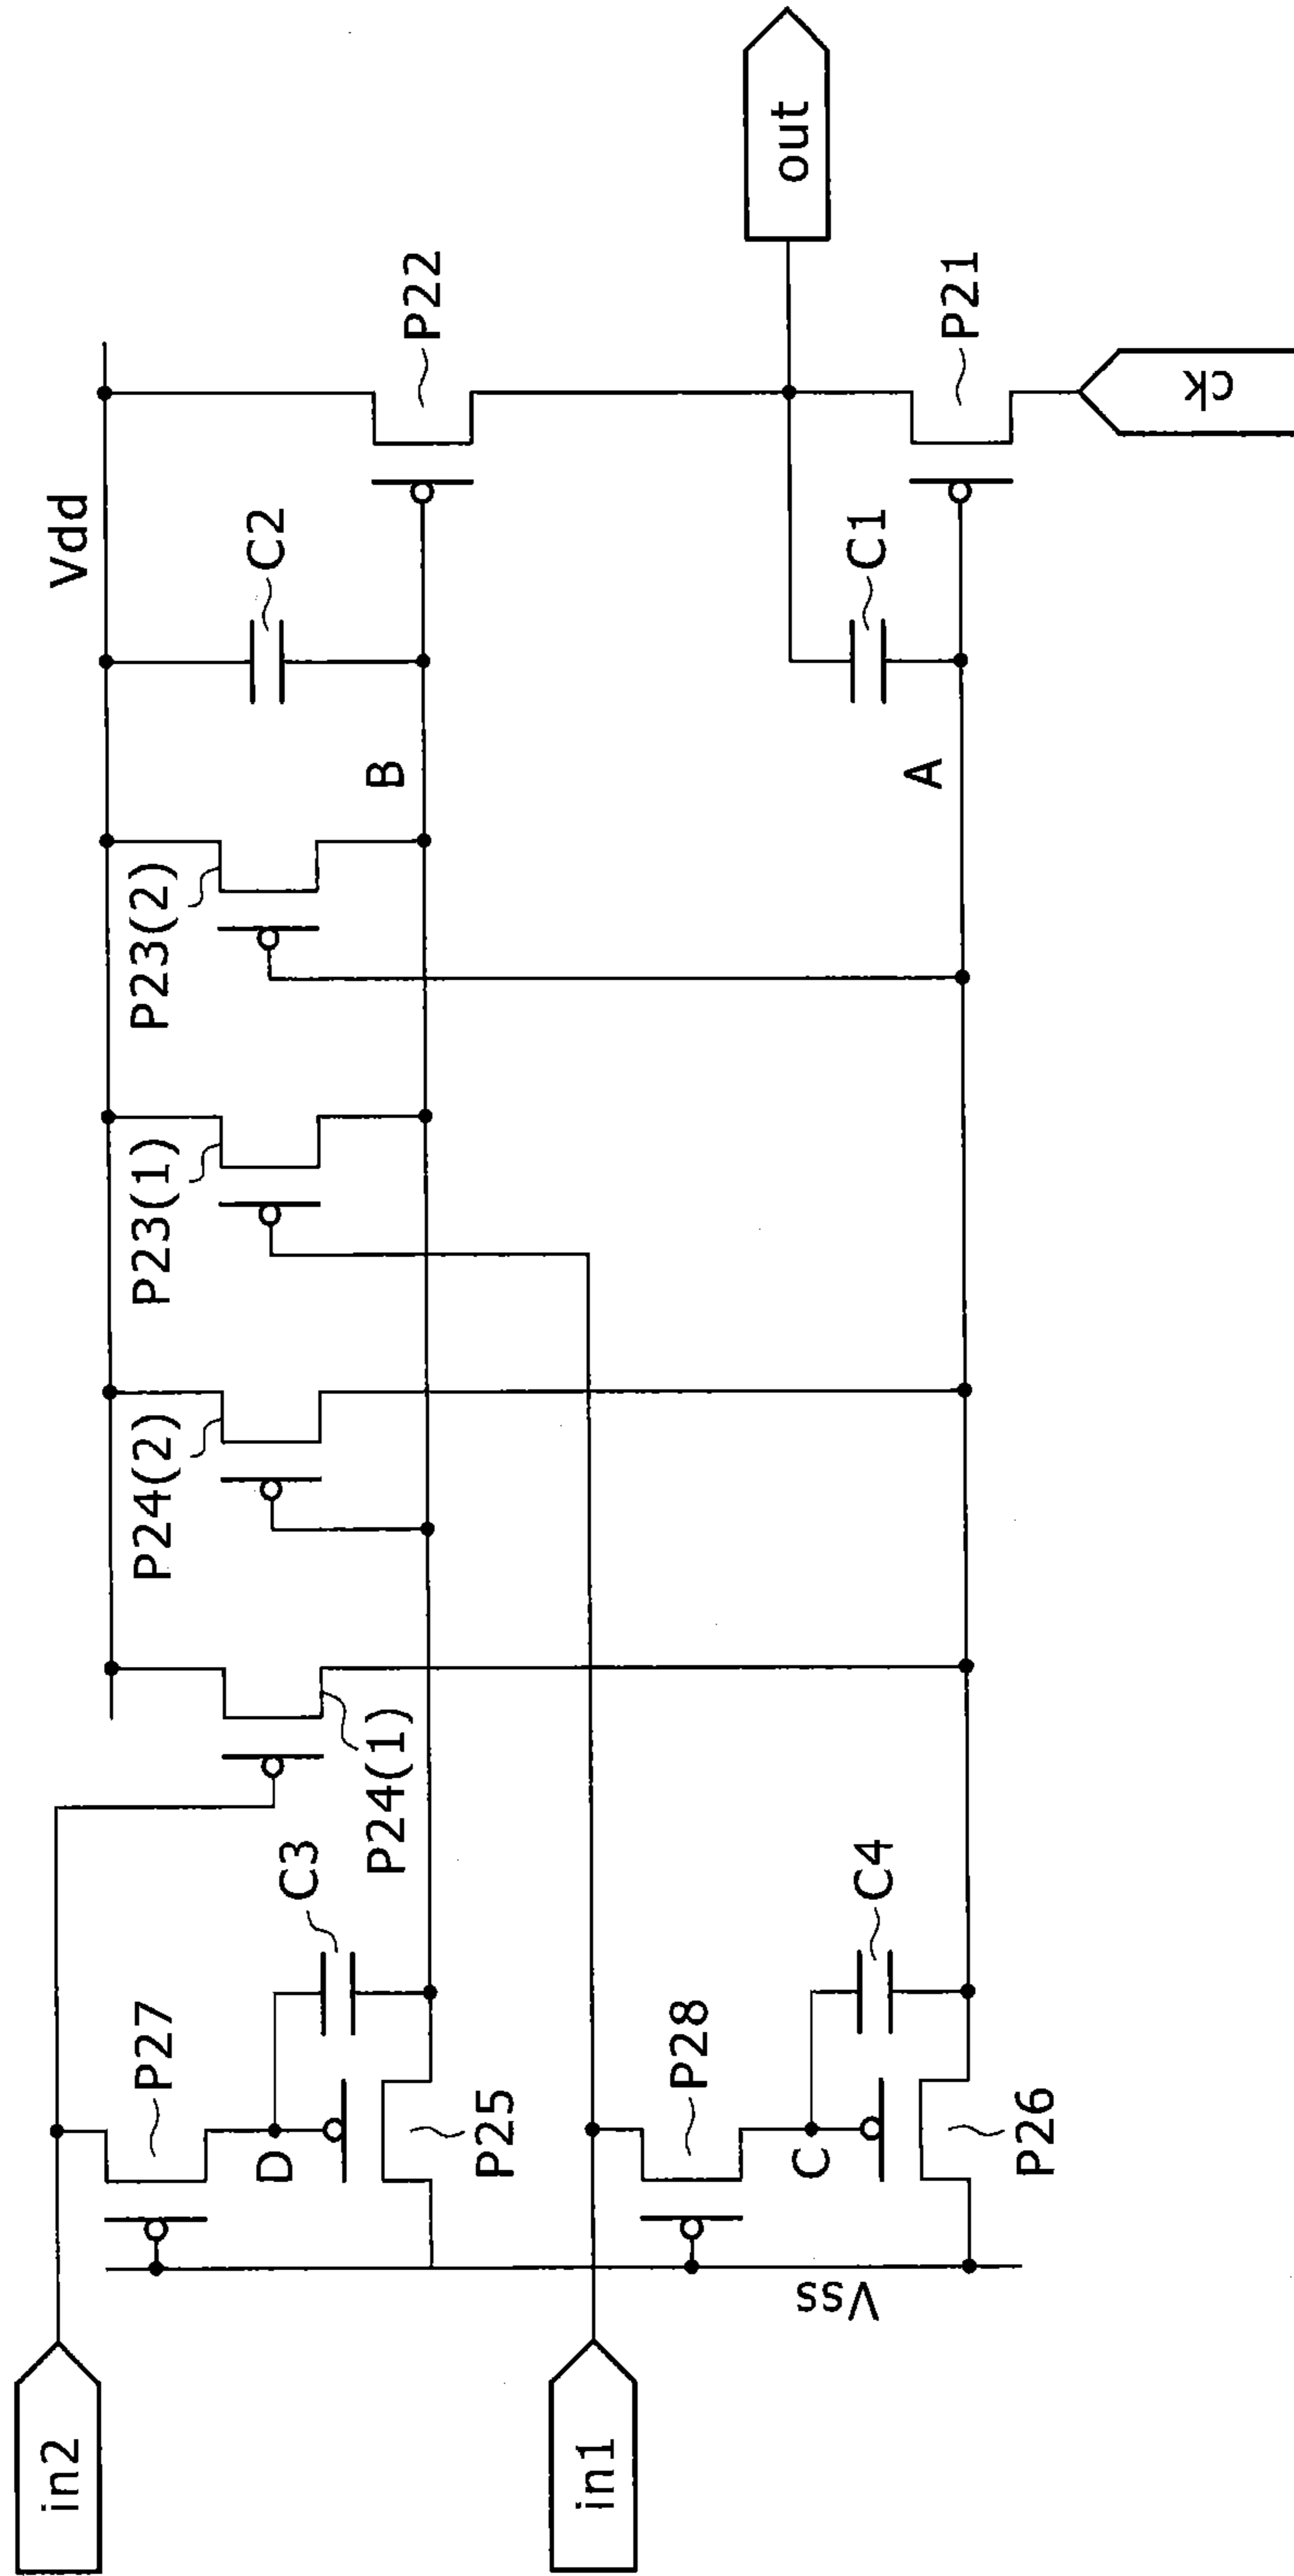 Vdd
in2
P27
D
C3
P25
P24(1)
P24(2)
P23(1)
P23(2)
B
C2
P22
out
in1
P28
C
C4
P26
Vss
A
C1
P21
ck